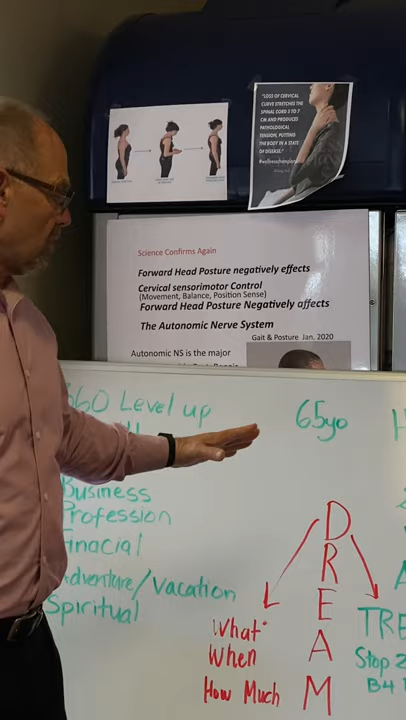 "LOSS OF CERVICAL
CURVE STRETCHES THE
SPINAL CORD 5 TO 7
CM AND PRODUCES
PATHOLOGICAL
TENSION, PUTTING
THE BODY IN A STATE
OF DISEASE."
Science Confirms Again
Forward Head Posture negatively effects
Cervical sensorimotor Control
(Movement, Balance, Position Sense)
Forward Head Posture Negatively affects
The Autonomic Nerve System
Gait & Posture Jan, 2020
Autonomic NS is the major
360 Level up
Business
Profession
Finacial
Adventure/Vacation
Spiritual
65yo
DREAM
What
When
How Much
TRE
Stop 2
B4